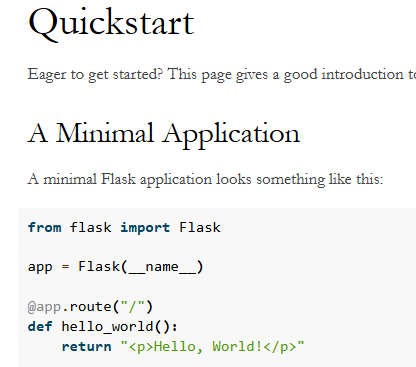 Quickstart
Eager to get started? This page gives a good introduction to
A Minimal Application
A minimal Flask application looks something like this:
from flask import Flask
app = Flask(__name__)
@app.route("/")
def hello_world():
    return "<p>Hello, World!</p>"